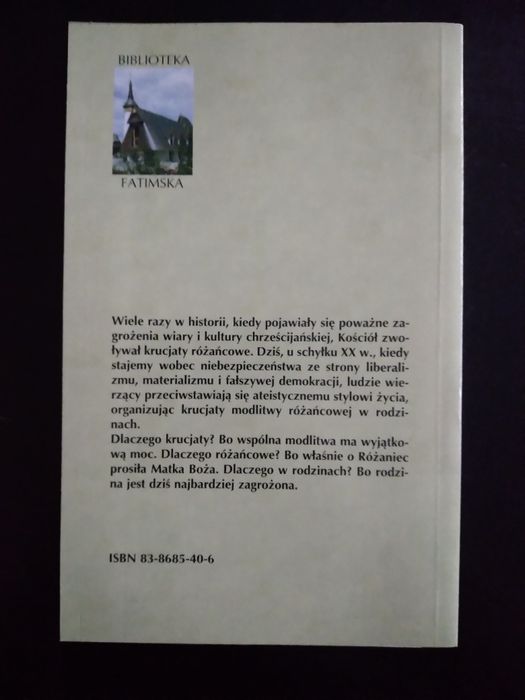 BIBLIOTEKA
FATIMSKA
Wiele razy w historii, kiedy pojawiały się poważne za-
grożenia wiary i kultury chrześcijańskiej, Kościół zwo-
ływał krucjaty różańcowe. Dziś, u schyłku XX w., kiedy
stajemy wobec niebezpieczeństwa ze strony liberali-
zmu, materializmu i fałszywej demokracji, ludzie wie-
rzący przeciwstawiają się ateistycznemu stylowi życia,
organizując krucjaty modlitwy różańcowej w rodzi-
nach.
Dlaczego krucjaty? Bo wspólna modlitwa ma wyjątko-
wą moc. Dlaczego różańcowe? Bo właśnie o Różaniec
prosiła Matka Boża. Dlaczego w rodzinach? Bo rodzi-
na jest dziś najbardziej zagrożona.
ISBN 83-8685-40-6